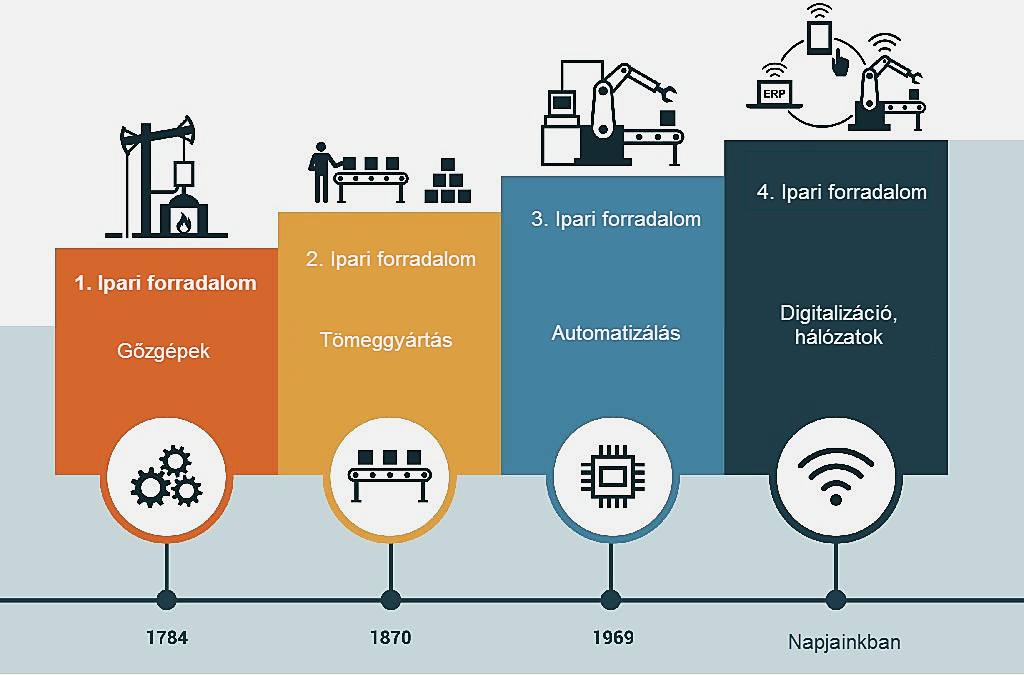 ERP
1. Ipari forradalom
Gőzgépek
2. Ipari forradalom
Tömeggyártás
3. Ipari forradalom
Automatizálás
4. Ipari forradalom
Digitalizáció,
hálózatok
1784
1870
1969
Napjainkban